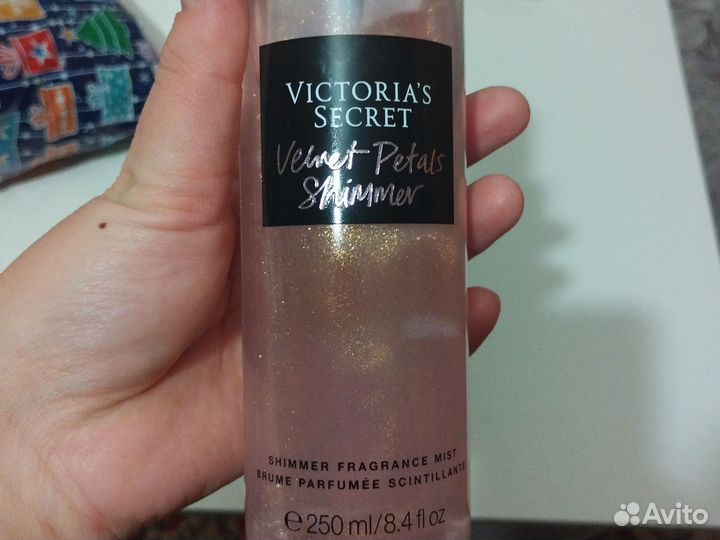 VICTORIA'S
SECRET
Velvet Petals
Shimmer
SHIMMER FRAGRANCE MIST
BRUME PARFUMÉE SCINTILLANTE
℮ 250 ml/8.4 fl oz
Avito